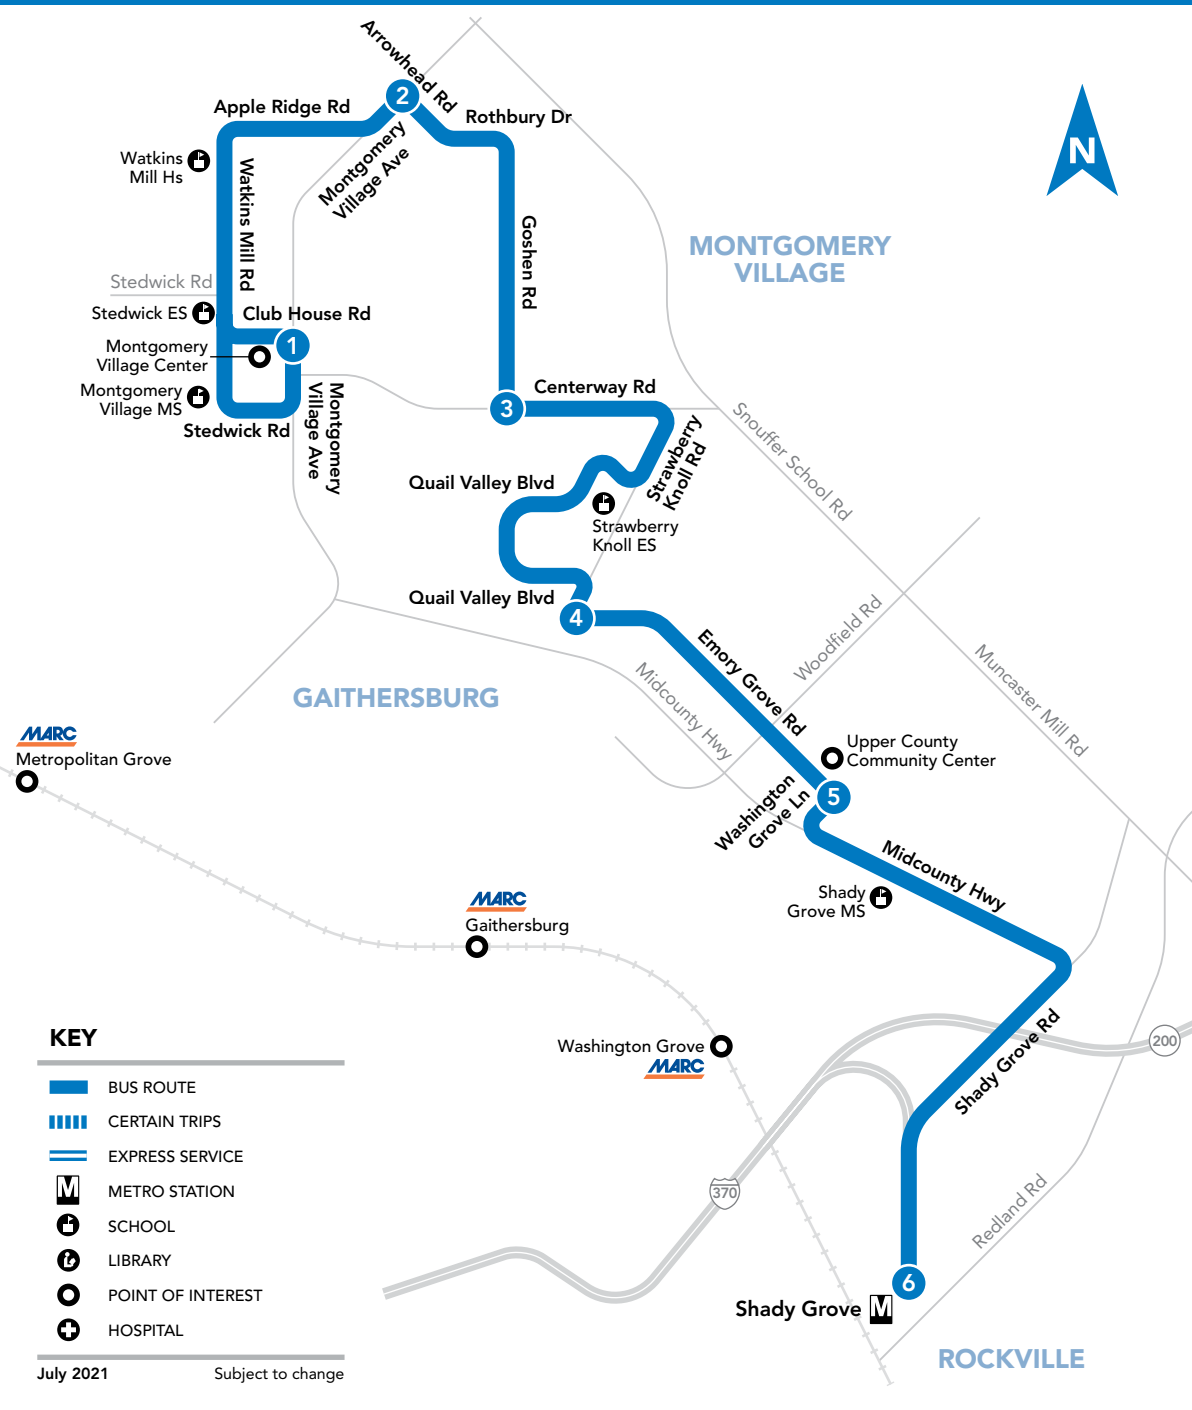 Arrowhead Rd
2
Apple Ridge Rd
Rothbury Dr
Montgomery
Village Ave
Watkins
Mill Hs
Watkins Mill Rd
N
Goshen Rd
MONTGOMERY
VILLAGE
Stedwick Rd
Stedwick ES
Club House Rd
1
Montgomery
Village Center
Montgomery
Village MS
Stedwick Rd
Montgomery
Village Ave
3
Centerway Rd
Strawberry
Knoll Rd
Snouffer School Rd
Quail Valley Blvd
Strawberry
Knoll ES
Quail Valley Blvd
4
Emory Grove Rd
Woodfield Rd
Muncaster Mill Rd
Midcounty Hwy
GAITHERSBURG
MARC
Metropolitan Grove
Upper County
Community Center
5
Washington
Grove Ln
Midcounty Hwy
Shady
Grove MS
MARC
Gaithersburg
Washington Grove
MARC
Shady Grove Rd
200
370
Redland Rd
6
Shady Grove
M
ROCKVILLE
KEY
BUS ROUTE
CERTAIN TRIPS
EXPRESS SERVICE
M
METRO STATION
SCHOOL
LIBRARY
POINT OF INTEREST
HOSPITAL
July 2021
Subject to change